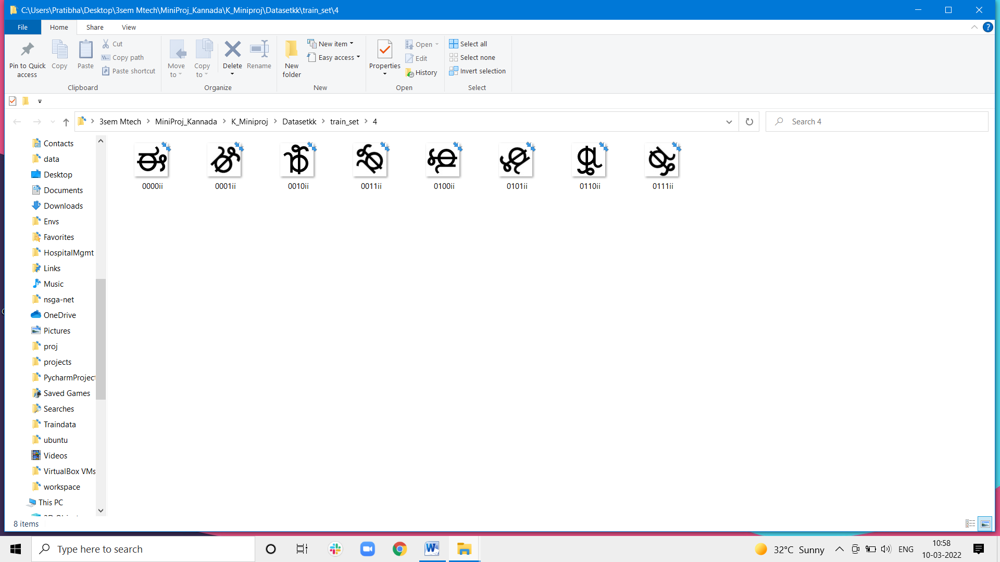 C:\Users\Pratibha\Desktop\3sem Mtech\MiniProj_Kannada\K_Miniproj\Datasetkk\train_set\4
File Home Share View
Pin to Quick access
Copy
Paste
Cut
Copy path
Paste shortcut
Clipboard
Move to
Copy to
Delete
Rename
Organize
New folder
New item
Easy access
New
Properties
Open
Edit
History
Open
Select all
Select none
Invert selection
Select
3sem Mtech > MiniProj_Kannada > K_Miniproj > Datasetkk > train_set > 4
Search 4
Contacts
data
Desktop
Documents
Downloads
Envs
Favorites
HospitalMgmt
Links
Music
nsga-net
OneDrive
Pictures
proj
projects
PycharmProject
Saved Games
Searches
Traindata
ubuntu
Videos
VirtualBox VMs
workspace
This PC
0000ii 0001ii 0010ii 0011ii 0100ii 0101ii 0110ii 0111ii
8 items
Type here to search
32°C Sunny
ENG
10:58
10-03-2022